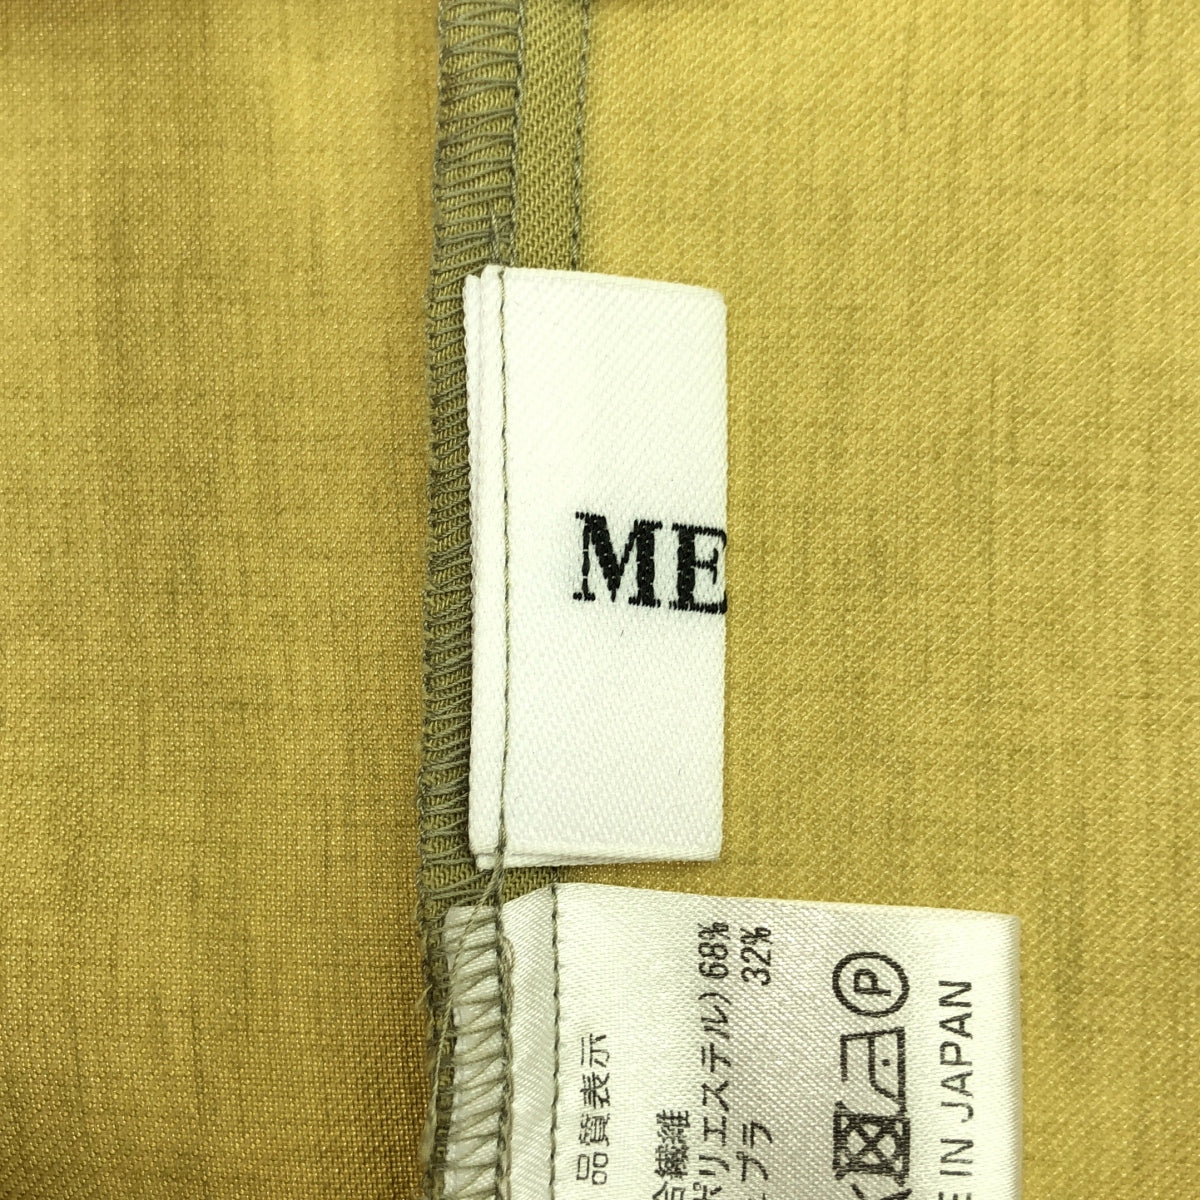 ME
品質表示
合繊維
ポリエステル) 68%
プラ 32%
P
E IN JAPAN